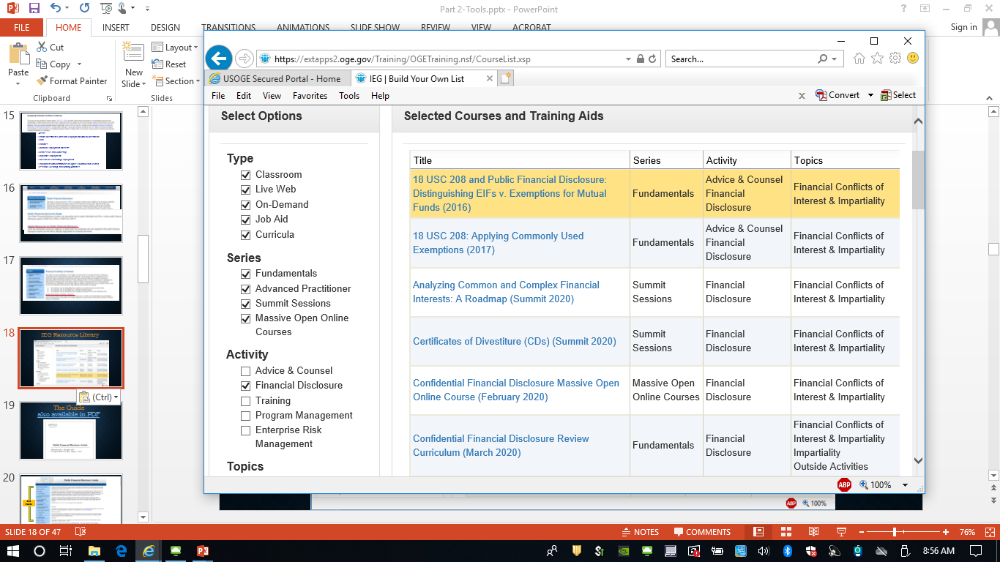 Part 2-Tools.pptx - PowerPoint
FILE
HOME
INSERT
DESIGN
TRANSITIONS
ANIMATIONS
SLIDE SHOW
REVIEW
VIEW
ACROBAT
Sign in
Paste
Cut
Copy
Format Painter
Clipboard
New
Slide
Layout
Reset
Section
Slides
https://extapps2.oge.gov/Training/OGETraining.nsf/CourseList.xsp
Search...
USOGE Secured Portal - Home
IEG | Build Your Own List
File Edit View Favorites Tools Help
Convert
Select
Select Options
Type
Classroom
Live Web
On-Demand
Job Aid
Curricula
Series
Fundamentals
Advanced Practitioner
Summit Sessions
Massive Open Online
Courses
Activity
Advice & Counsel
Financial Disclosure
Training
Program Management
Enterprise Risk
Management
Topics
Selected Courses and Training Aids
Title Series Activity Topics
18 USC 208 and Public Financial Disclosure:
Distinguishing EIFs v. Exemptions for Mutual
Funds (2016)
Fundamentals
Advice & Counsel
Financial
Disclosure
Financial Conflicts of
Interest & Impartiality
18 USC 208: Applying Commonly Used
Exemptions (2017)
Fundamentals
Advice & Counsel
Financial
Disclosure
Financial Conflicts of
Interest & Impartiality
Analyzing Common and Complex Financial
Interests: A Roadmap (Summit 2020)
Summit
Sessions
Financial
Disclosure
Financial Conflicts of
Interest & Impartiality
Certificates of Divestiture (CDs) (Summit 2020)
Summit
Sessions
Financial
Disclosure
Financial Conflicts of
Interest & Impartiality
Confidential Financial Disclosure Massive Open
Online Course (February 2020)
Massive Open
Online Courses
Financial
Disclosure
Financial Conflicts of
Interest & Impartiality
Confidential Financial Disclosure Review
Curriculum (March 2020)
Fundamentals
Financial
Disclosure
Financial Conflicts of
Interest & Impartiality
Impartiality
Outside Activities
ABP
100%
ABP
100%
15
16
17
18
IEG Resource Library
(Ctrl)
19
The Guide
also available in PDF
Public Financial Disclosure Guide
20
Public Financial Disclosure Guide
SLIDE 18 OF 47
NOTES
COMMENTS
76%
8:56 AM